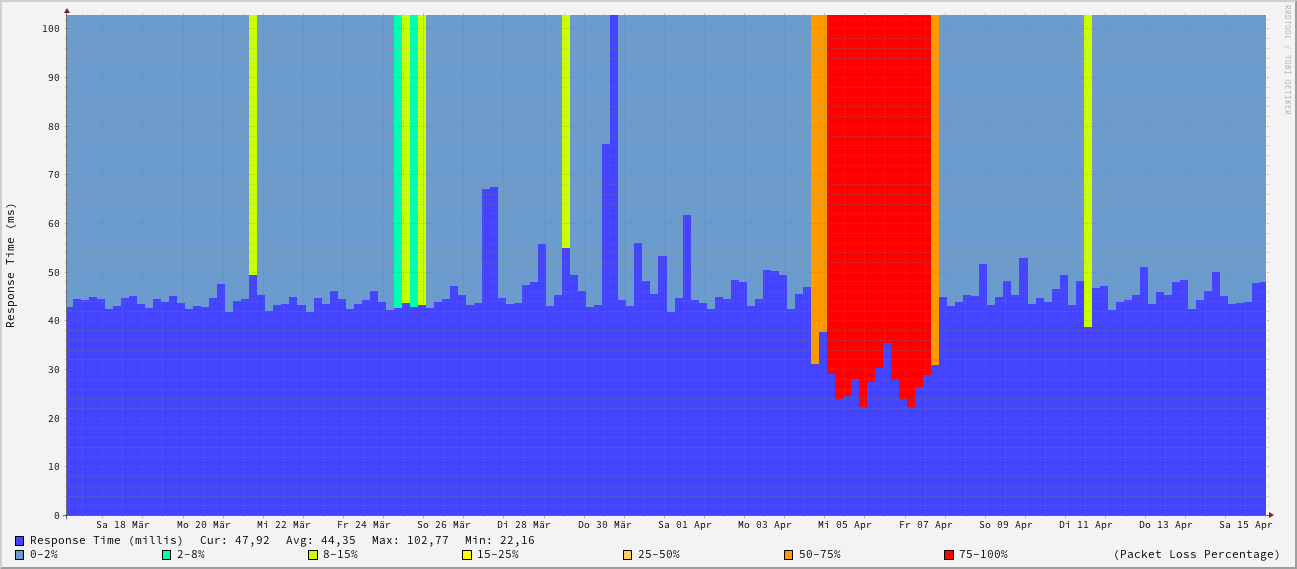 RRDTOOL / TOBI OETIKER
Response Time (ms)
100
90
80
70
60
50
40
30
20
10
0
Sa 18 Mär Mo 20 Mär Mi 22 Mär Fr 24 Mär So 26 Mär Di 28 Mär Do 30 Mär Sa 01 Apr Mo 03 Apr Mi 05 Apr Fr 07 Apr So 09 Apr Di 11 Apr Do 13 Apr Sa 15 Apr
Response Time (millis) Cur: 47,92 Avg: 44,35 Max: 102,77 Min: 22,16
0-2% 2-8% 8-15% 15-25% 25-50% 50-75% 75-100% (Packet Loss Percentage)